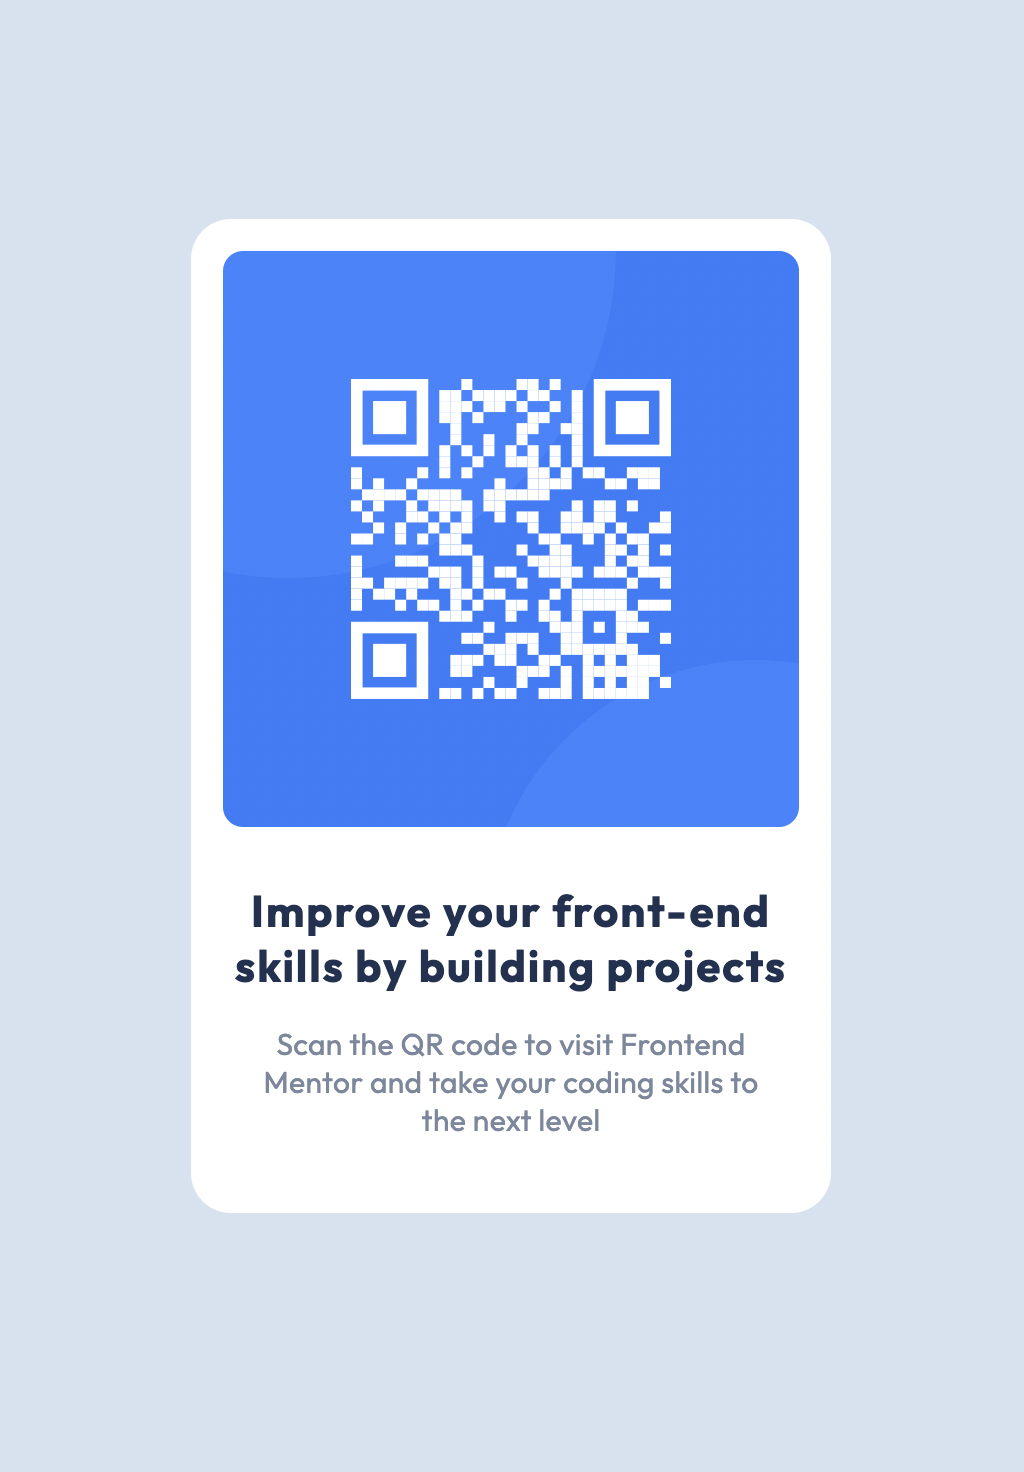 Improve your front-end
skills by building projects
Scan the QR code to visit Frontend
Mentor and take your coding skills to
the next level